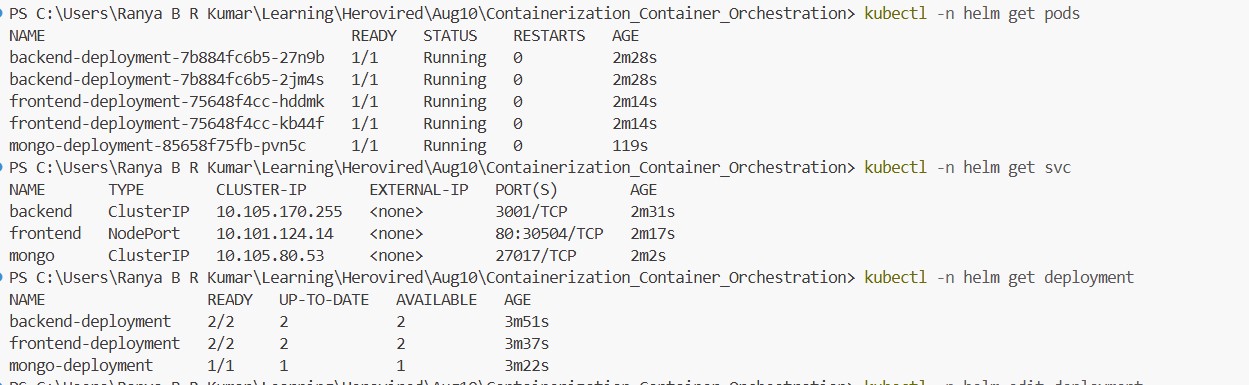 PS C:\Users\Ranya B R Kumar\Learning\Herovired\Aug10\Containerization_Container_Orchestration> kubectl -n helm get pods
NAME READY STATUS RESTARTS AGE
backend-deployment-7b884fc6b5-27n9b 1/1 Running 0 2m28s
backend-deployment-7b884fc6b5-2jm4s 1/1 Running 0 2m28s
frontend-deployment-75648f4cc-hddmk 1/1 Running 0 2m14s
frontend-deployment-75648f4cc-kb44f 1/1 Running 0 2m14s
mongo-deployment-85658f75fb-pvn5c 1/1 Running 0 119s
PS C:\Users\Ranya B R Kumar\Learning\Herovired\Aug10\Containerization_Container_Orchestration> kubectl -n helm get svc
NAME TYPE CLUSTER-IP EXTERNAL-IP PORT(S) AGE
backend ClusterIP 10.105.170.255 <none> 3001/TCP 2m31s
frontend NodePort 10.101.124.14 <none> 80:30504/TCP 2m17s
mongo ClusterIP 10.105.80.53 <none> 27017/TCP 2m2s
PS C:\Users\Ranya B R Kumar\Learning\Herovired\Aug10\Containerization_Container_Orchestration> kubectl -n helm get deployment
NAME READY UP-TO-DATE AVAILABLE AGE
backend-deployment 2/2 2 2 3m51s
frontend-deployment 2/2 2 2 3m37s
mongo-deployment 1/1 1 1 3m22s
PS C:\Users\Ranya B R Kumar\Learning\Herovired\Aug10\Containerization_Container_Orchestration> kubectl -n helm edit deployment